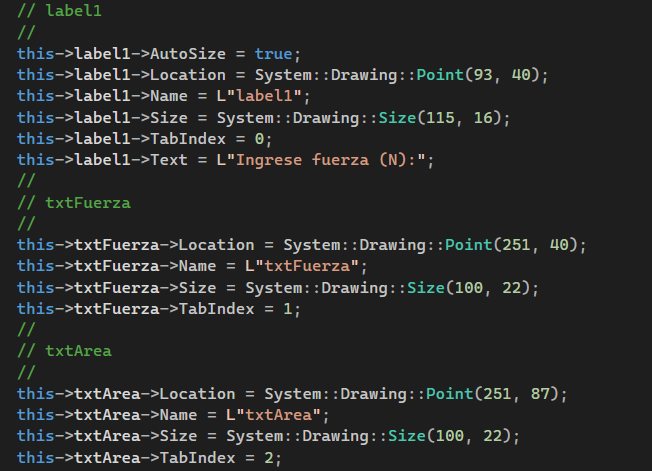 // label1
//
this->label1->AutoSize = true;
this->label1->Location = System::Drawing::Point(93, 40);
this->label1->Name = L"label1";
this->label1->Size = System::Drawing::Size(115, 16);
this->label1->TabIndex = 0;
this->label1->Text = L"Ingrese fuerza (N):";
//
// txtFuerza
//
this->txtFuerza->Location = System::Drawing::Point(251, 40);
this->txtFuerza->Name = L"txtFuerza";
this->txtFuerza->Size = System::Drawing::Size(100, 22);
this->txtFuerza->TabIndex = 1;
//
// txtArea
//
this->txtArea->Location = System::Drawing::Point(251, 87);
this->txtArea->Name = L"txtArea";
this->txtArea->Size = System::Drawing::Size(100, 22);
this->txtArea->TabIndex = 2;